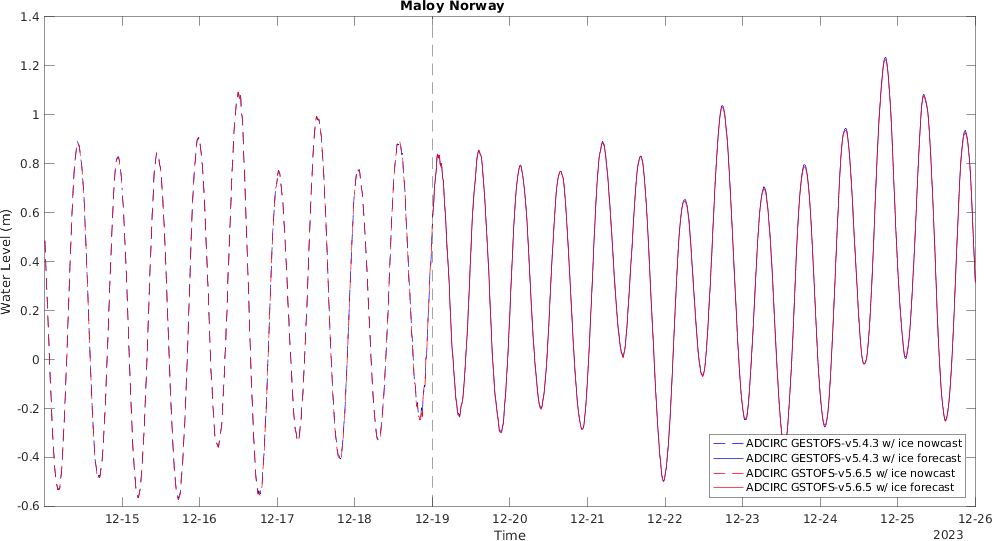 Maloy Norway
1.4
1.2
1
0.8
0.6
0.4
0.2
0
-0.2
-0.4
-0.6
Water Level (m)
12-15 12-16 12-17 12-18 12-19 12-20 12-21 12-22 12-23 12-24 12-25 12-26
Time
2023
ADCIRC GESTOFS-v5.4.3 w/ ice nowcast
ADCIRC GESTOFS-v5.4.3 w/ ice forecast
ADCIRC GSTOFS-v5.6.5 w/ ice nowcast
ADCIRC GSTOFS-v5.6.5 w/ ice forecast